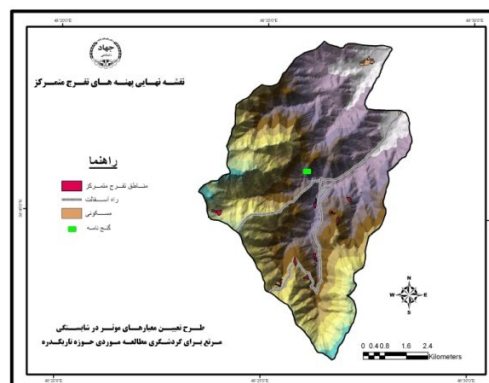 جهاد
نقشه نهایی پهنه های تفرج متمرکز
راهنما
مناطق تفرج متمرکز
راه آسفالت
مسکونی
گنج نامه
طرح تعیین معیارهای موثر در شایستگی
مرتع برای گردشگری مطالعه موردی حوزه تاریکدره
N
W E
S
0 0.4 0.8 1.6 2.4
Kilometers